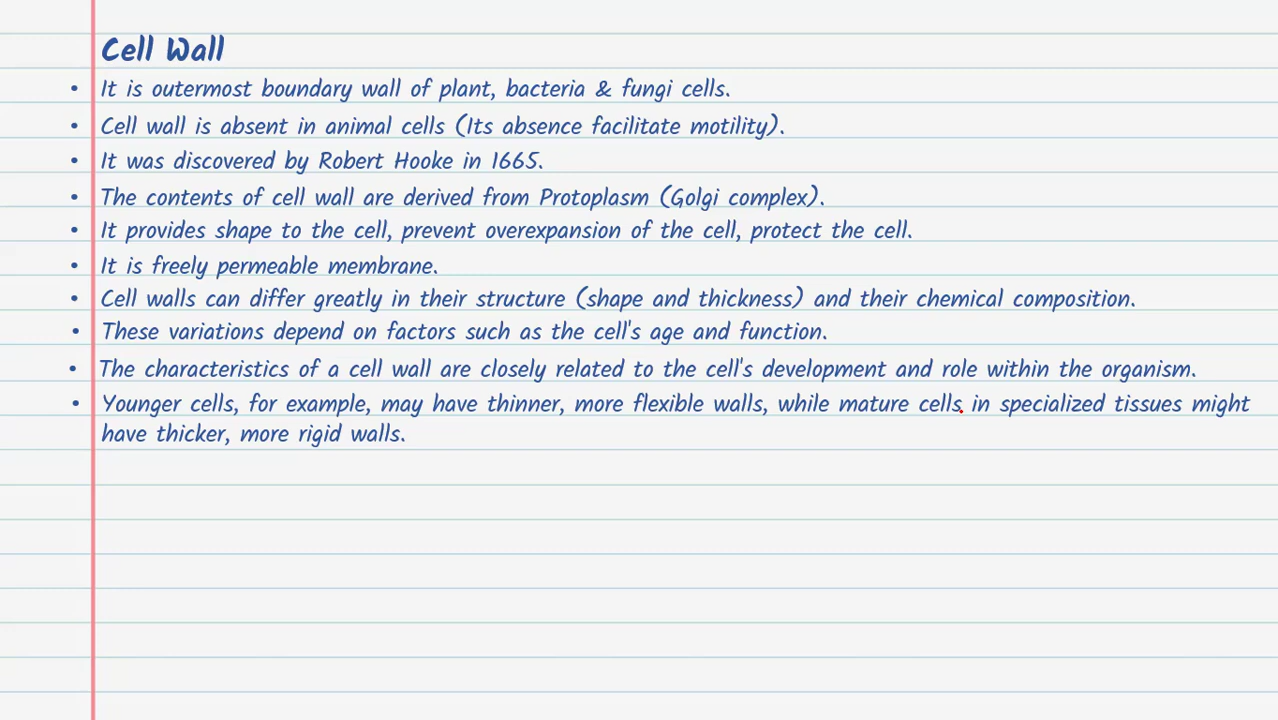 Cell Wall
• It is outermost boundary wall of plant, bacteria & fungi cells.
• Cell wall is absent in animal cells (Its absence facilitate motility).
• It was discovered by Robert Hooke in 1665.
• The contents of cell wall are derived from Protoplasm (Golgi complex).
• It provides shape to the cell, prevent overexpansion of the cell, protect the cell.
• It is freely permeable membrane.
• Cell walls can differ greatly in their structure (shape and thickness) and their chemical composition.
• These variations depend on factors such as the cell's age and function.
• The characteristics of a cell wall are closely related to the cell's development and role within the organism.
• Younger cells, for example, may have thinner, more flexible walls, while mature cells in specialized tissues might
have thicker, more rigid walls.